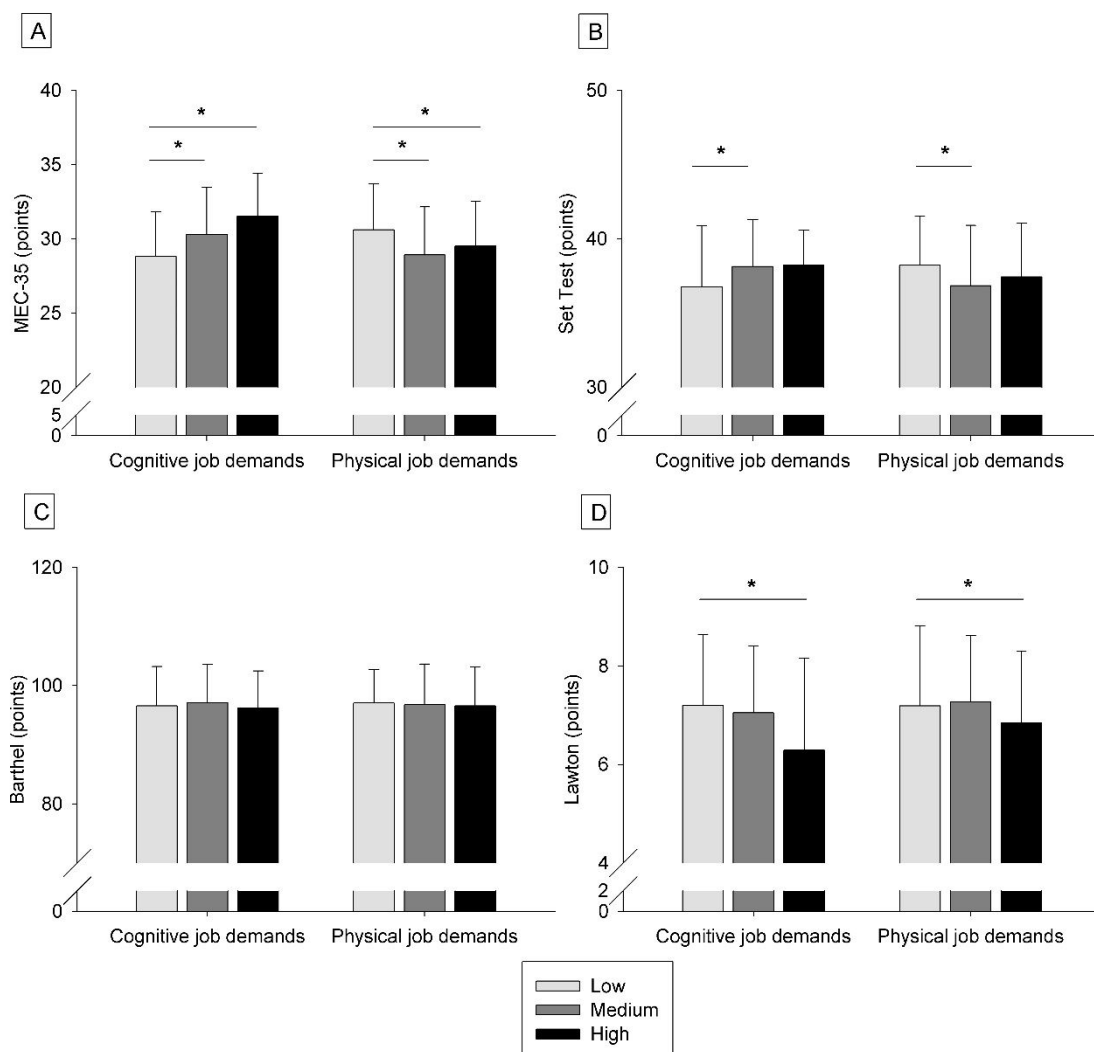 A
MEC-35 (points)
40
35
30
25
20
5
0
* * * *
Cognitive job demands Physical job demands
B
Set Test (points)
50
40
30
0
* *
Cognitive job demands Physical job demands
C
Barthel (points)
120
100
80
0
Cognitive job demands Physical job demands
D
Lawton (points)
10
8
6
4
2
0
* *
Cognitive job demands Physical job demands
Low
Medium
High